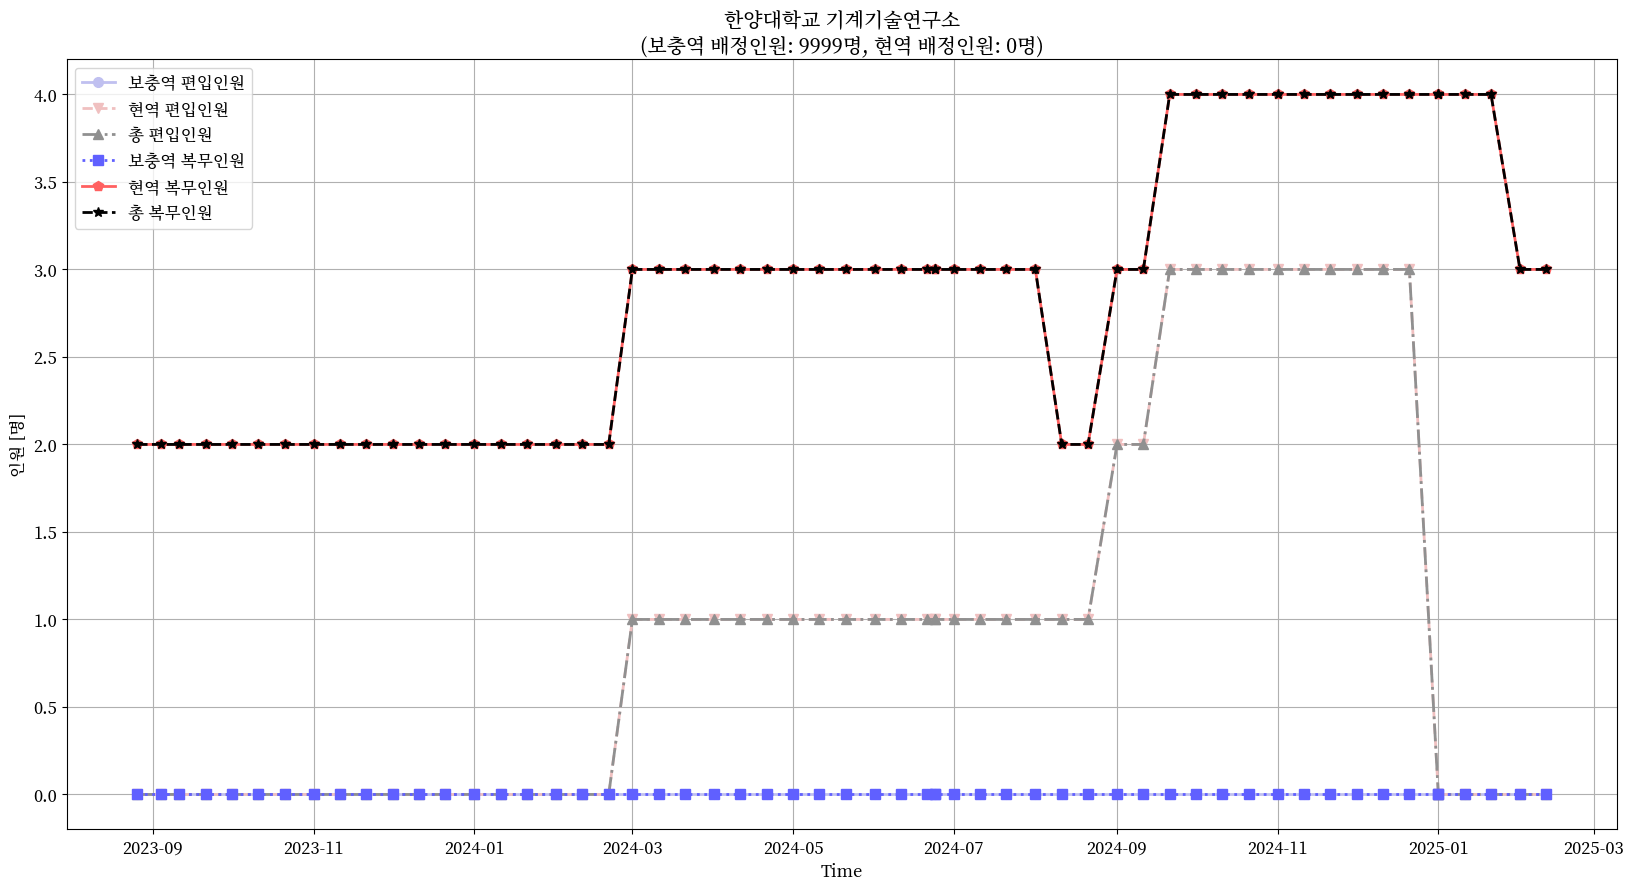 한양대학교 기계기술연구소
(보충역 배정인원: 9999명, 현역 배정인원: 0명)
보충역 편입인원
현역 편입인원
총 편입인원
보충역 복무인원
현역 복무인원
총 복무인원
4.0
3.5
3.0
2.5
2.0
1.5
1.0
0.5
0.0
인원 [명]
2023-09
2023-11
2024-01
2024-03
2024-05
2024-07
2024-09
2024-11
2025-01
2025-03
Time